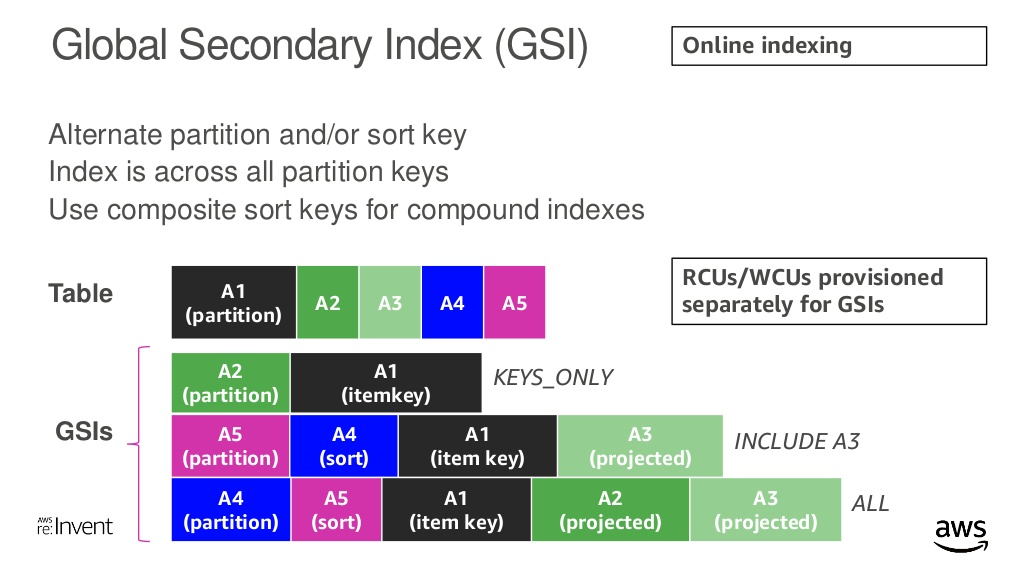 Global Secondary Index (GSI)
Online indexing
Alternate partition and/or sort key
Index is across all partition keys
Use composite sort keys for compound indexes
Table
A1
(partition)
A2
A3
A4
A5
RCUs/WCUs provisioned
separately for GSIs
GSIs
A2
(partition)
A1
(itemkey)
KEYS_ONLY
A5
(partition)
A4
(sort)
A1
(item key)
A3
(projected)
INCLUDE A3
A4
(partition)
A5
(sort)
A1
(item key)
A2
(projected)
A3
(projected)
ALL
aws
re:Invent
aws